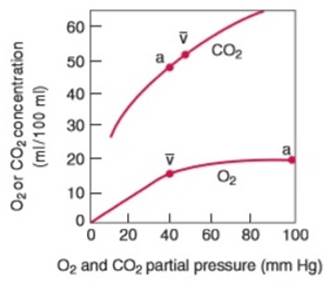 O₂ or CO₂ concentration
(ml/100 ml)
60
50
40
30
20
10
0
a
v̄
CO₂
v̄
O₂
a
0 20 40 60 80 100
O₂ and CO₂ partial pressure (mm Hg)